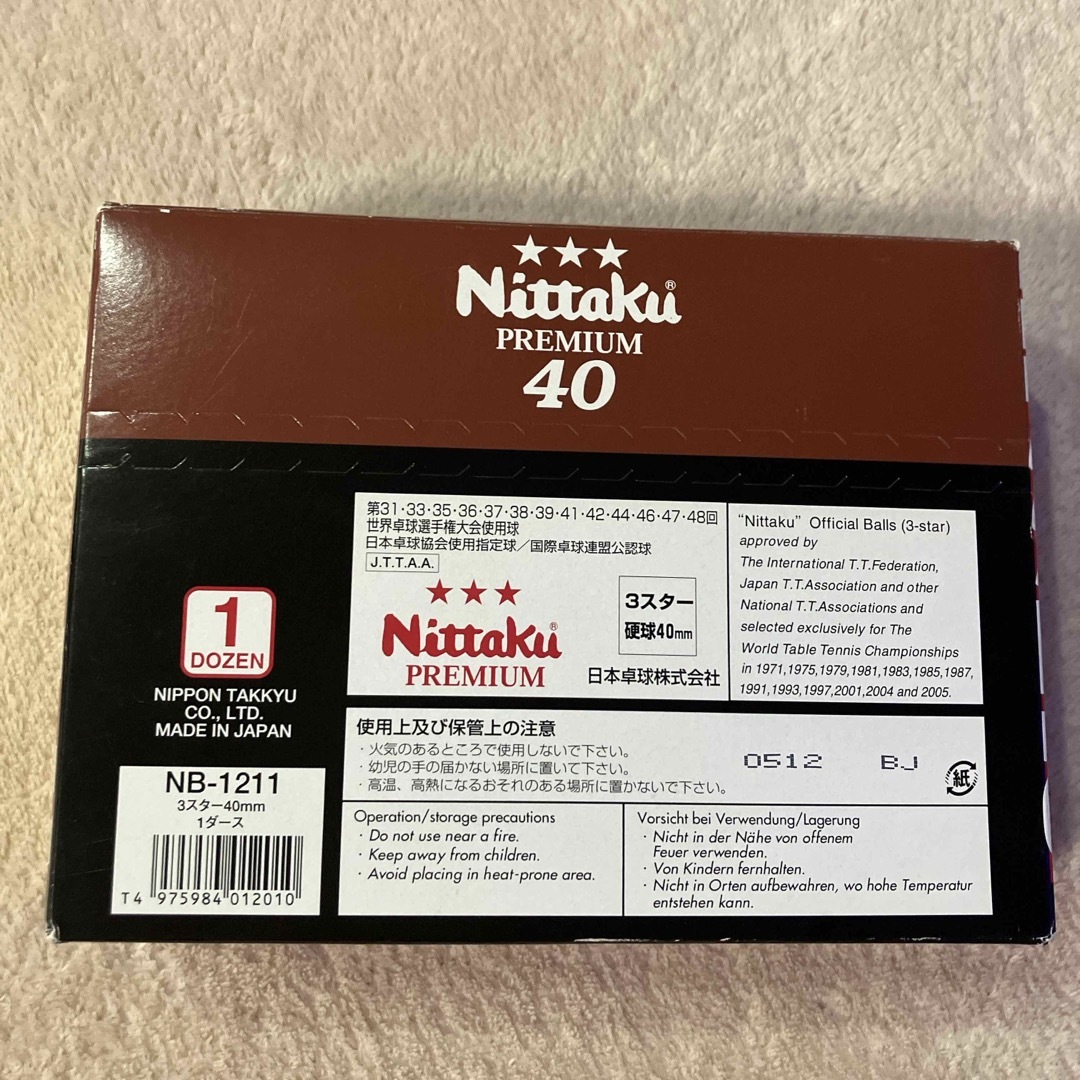 ★★★
Nittaku®
PREMIUM
40
第31・33・35・36・37・38・39・41・42・44・46・47・48回
世界卓球選手権大会使用球
日本卓球協会使用指定球／国際卓球連盟公認球
J.T.T.A.A.
★★★
Nittaku®
PREMIUM
3スター
硬球40mm
日本卓球株式会社
"Nittaku" Official Balls (3-star)
approved by
The International T.T.Federation,
Japan T.T.Association and other
National T.T.Associations and
selected exclusively for The
World Table Tennis Championships
in 1971,1975,1979,1981,1983,1985,1987,
1991,1993,1997,2001,2004 and 2005.
1
DOZEN
NIPPON TAKKYU
CO., LTD.
MADE IN JAPAN
使用上及び保管上の注意
・火気のあるところで使用しないで下さい。
・幼児の手の届かない場所に置いて下さい。
・高温、高熱になるおそれのある場所に置かないで下さい。
0512 BJ
紙
NB-1211
3スター40mm
1ダース
T4 975984 012010
Operation/storage precautions
・Do not use near a fire.
・Keep away from children.
・Avoid placing in heat-prone area.
Vorsicht bei Verwendung/Lagerung
・Nicht in der Nähe von offenem
Feuer verwenden.
・Von Kindern fernhalten.
・Nicht in Orten aufbewahren, wo hohe Temperatur
entstehen kann.